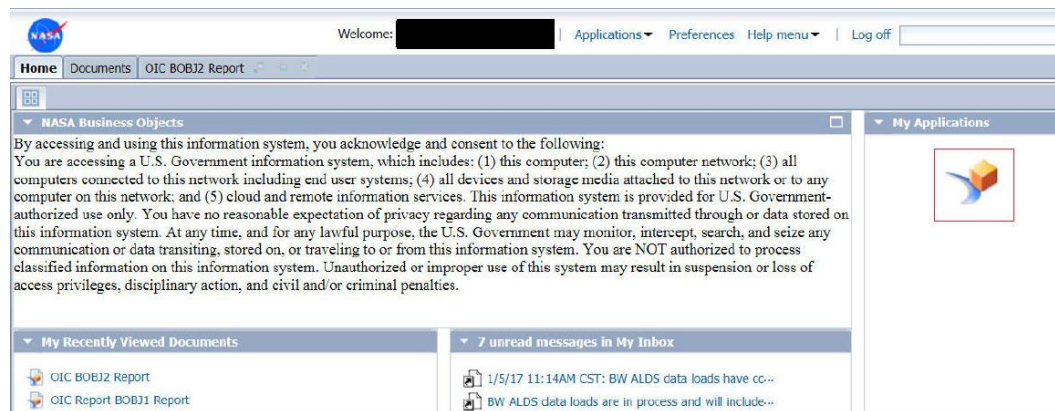 NASA
Welcome: | Applications Preferences Help menu | Log off
Home Documents OIC BOBJ2 Report
NASA Business Objects
By accessing and using this information system, you acknowledge and consent to the following:
You are accessing a U.S. Government information system, which includes: (1) this computer; (2) this computer network; (3) all
computers connected to this network including end user systems; (4) all devices and storage media attached to this network or to any
computer on this network; and (5) cloud and remote information services. This information system is provided for U.S. Government-
authorized use only. You have no reasonable expectation of privacy regarding any communication transmitted through or data stored on
this information system. At any time, and for any lawful purpose, the U.S. Government may monitor, intercept, search, and seize any
communication or data transiting, stored on, or traveling to or from this information system. You are NOT authorized to process
classified information on this information system. Unauthorized or improper use of this system may result in suspension or loss of
access privileges, disciplinary action, and civil and/or criminal penalties.
My Applications
My Recently Viewed Documents
OIC BOBJ2 Report
OIC Report BOBJ1 Report
7 unread messages in My Inbox
1/5/17 11:14AM CST: BW ALDS data loads have cc...
BW ALDS data loads are in process and will include...